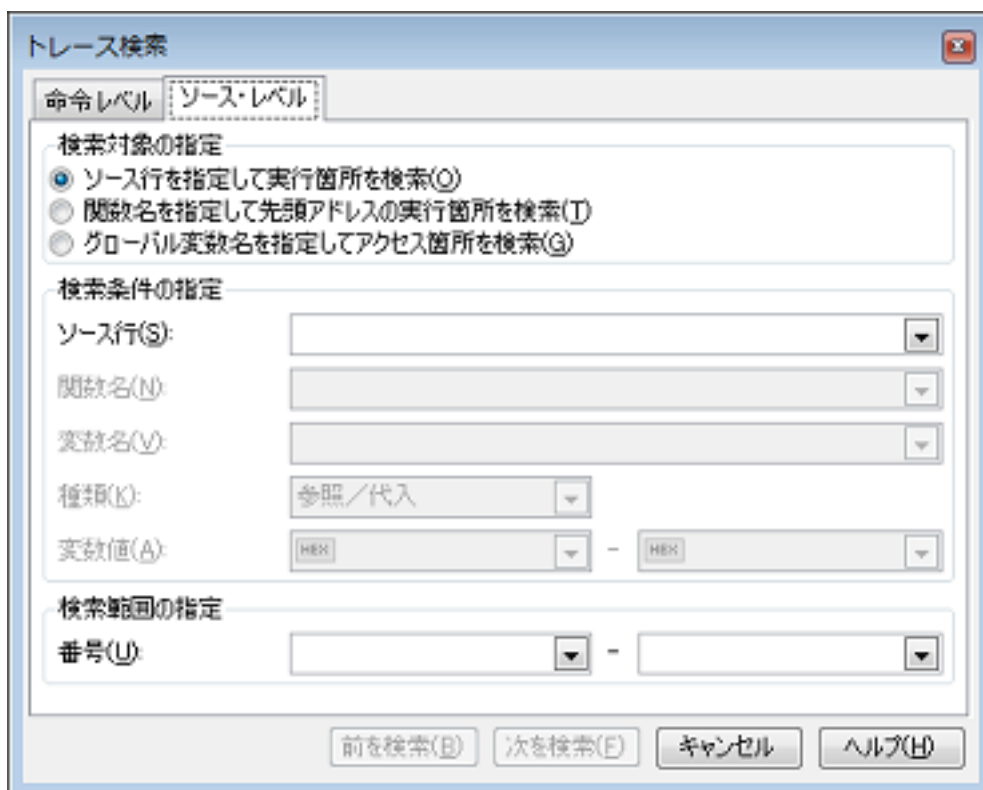 トレース検索
命令レベル ソース・レベル
検索対象の指定
ソース行を指定して実行箇所を検索(O)
関数名を指定して先頭アドレスの実行箇所を検索(T)
グローバル変数名を指定してアクセス箇所を検索(G)
検索条件の指定
ソース行(S):
関数名(N):
変数名(V):
種類(K): 参照／代入
変数値(A): HEX - HEX
検索範囲の指定
番号(U): -
前を検索(B) 次を検索(F) キャンセル ヘルプ(H)